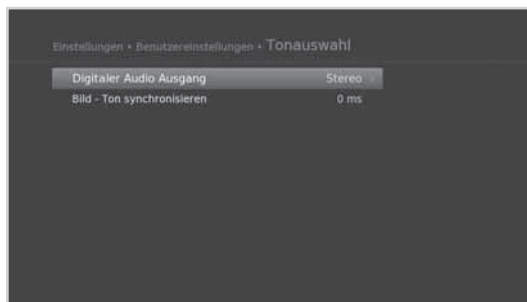 Einstellungen • Benutzereinstellungen • Tonauswahl
Digitaler Audio Ausgang Stereo
Bild - Ton synchronisieren 0 ms